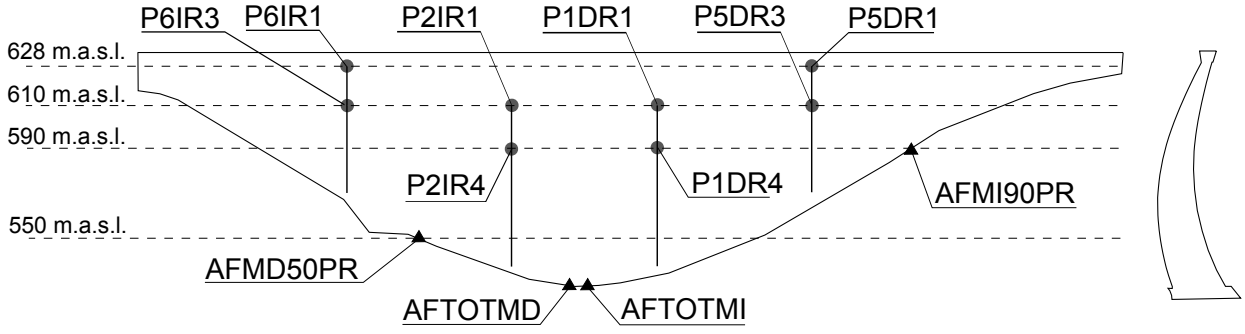 P6IR3 P6IR1 P2IR1 P1DR1 P5DR3 P5DR1
628 m.a.s.l.
610 m.a.s.l.
590 m.a.s.l.
P2IR4 P1DR4 AFMI90PR
550 m.a.s.l.
AFMD50PR
AFTOTMD AFTOTMI